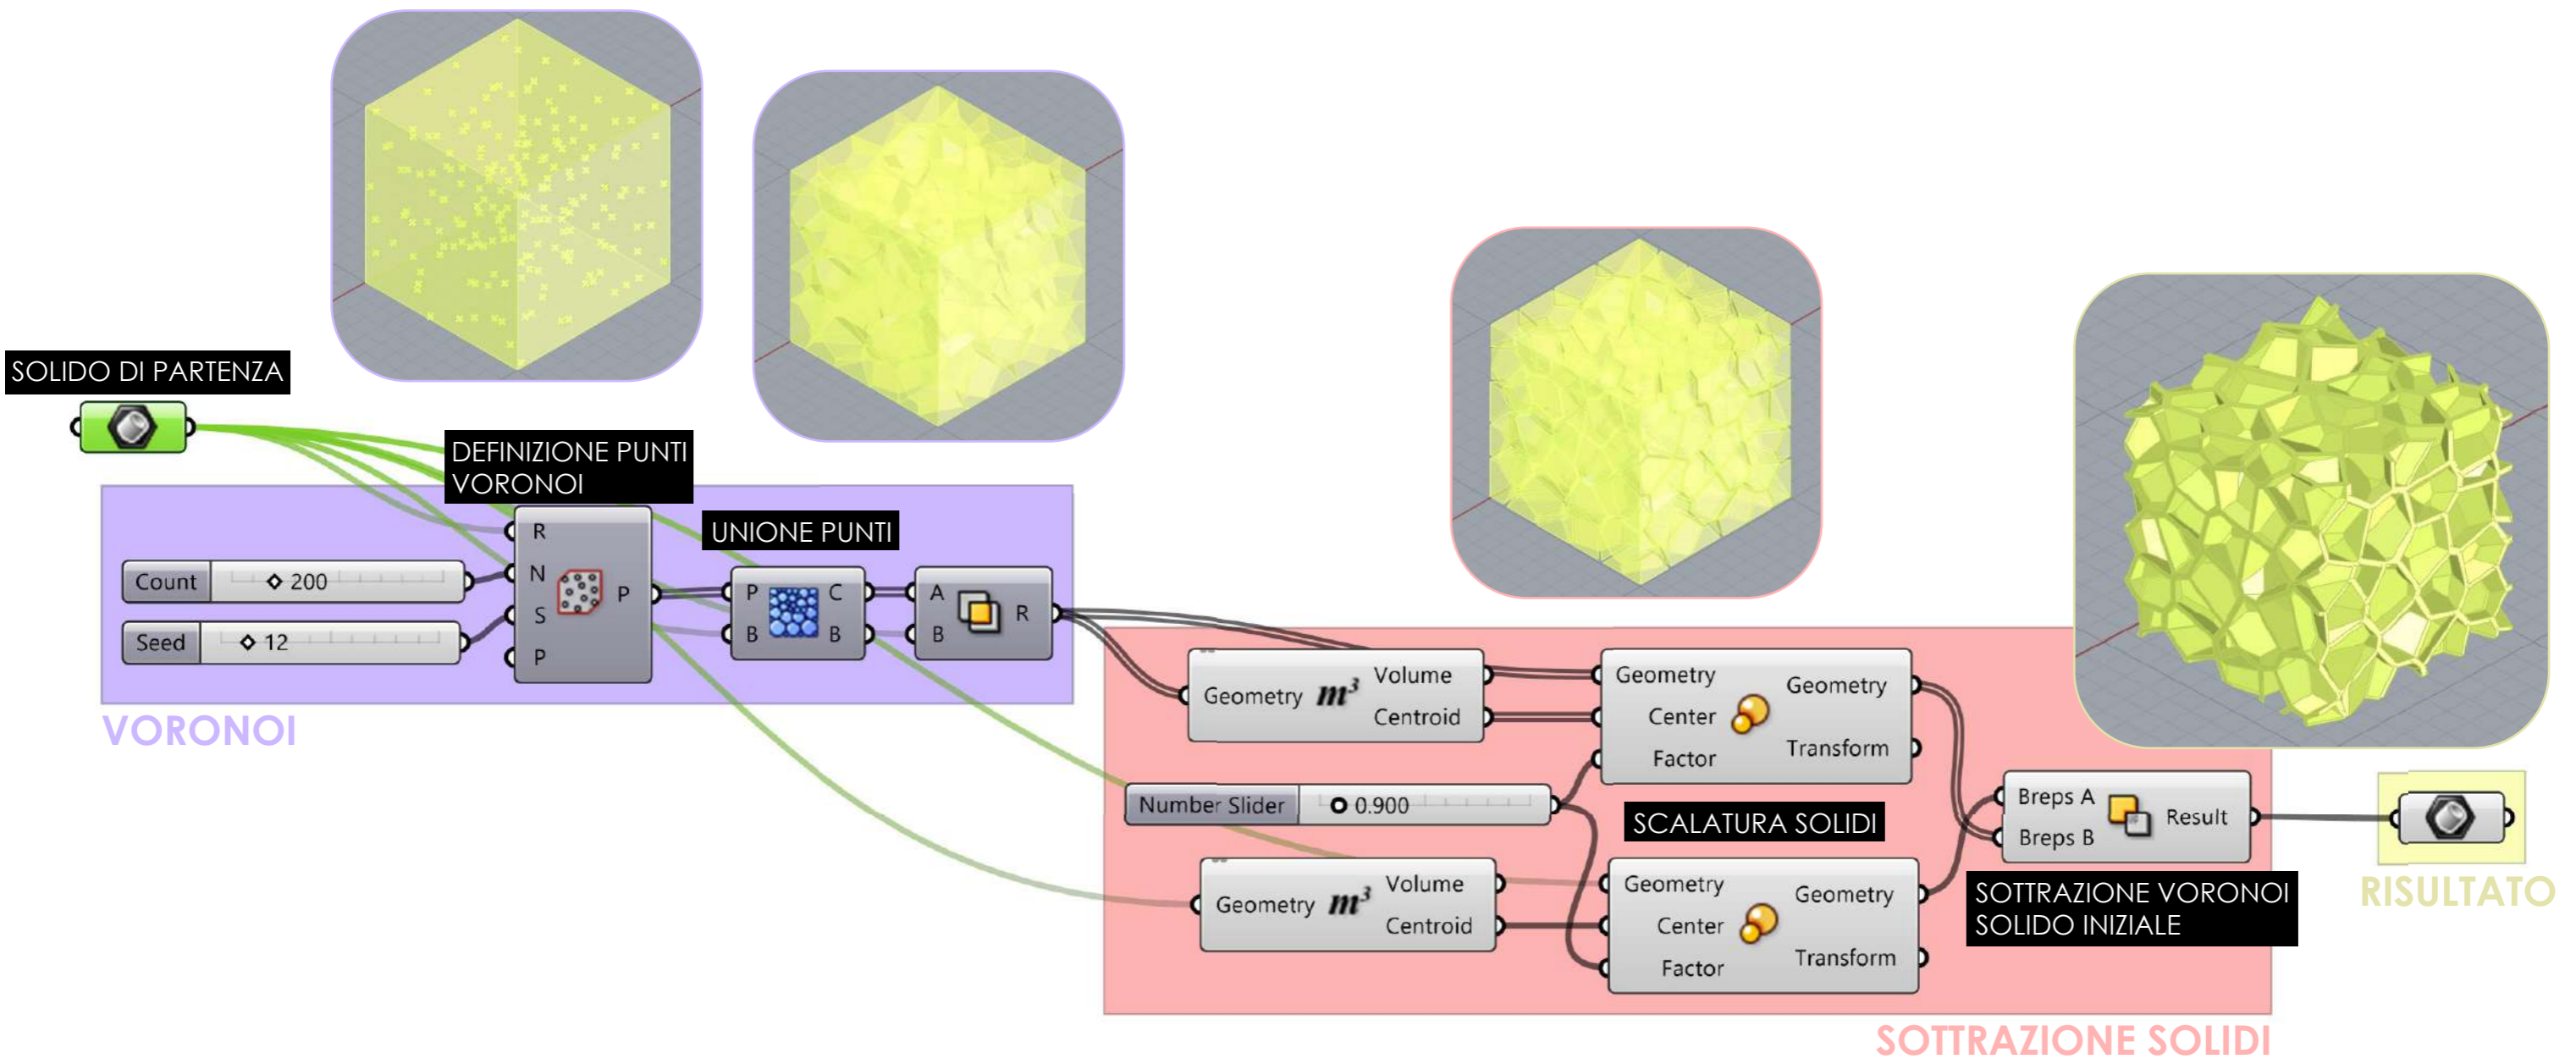 SOLIDO DI PARTENZA
DEFINIZIONE PUNTI
VORONOI
UNIONE PUNTI
Count
200
Seed
12
R
N
S
P
P
P
B
C
B
A
B
R
VORONOI
Geometry
m³
Volume
Centroid
Geometry
Center
Factor
Geometry
Transform
Number Slider
0.900
SCALATURA SOLIDI
Geometry
m³
Volume
Centroid
Geometry
Center
Factor
Geometry
Transform
Breps A
Breps B
Result
SOTTRAZIONE VORONOI
SOLIDO INIZIALE
RISULTATO
SOTTRAZIONE SOLIDI